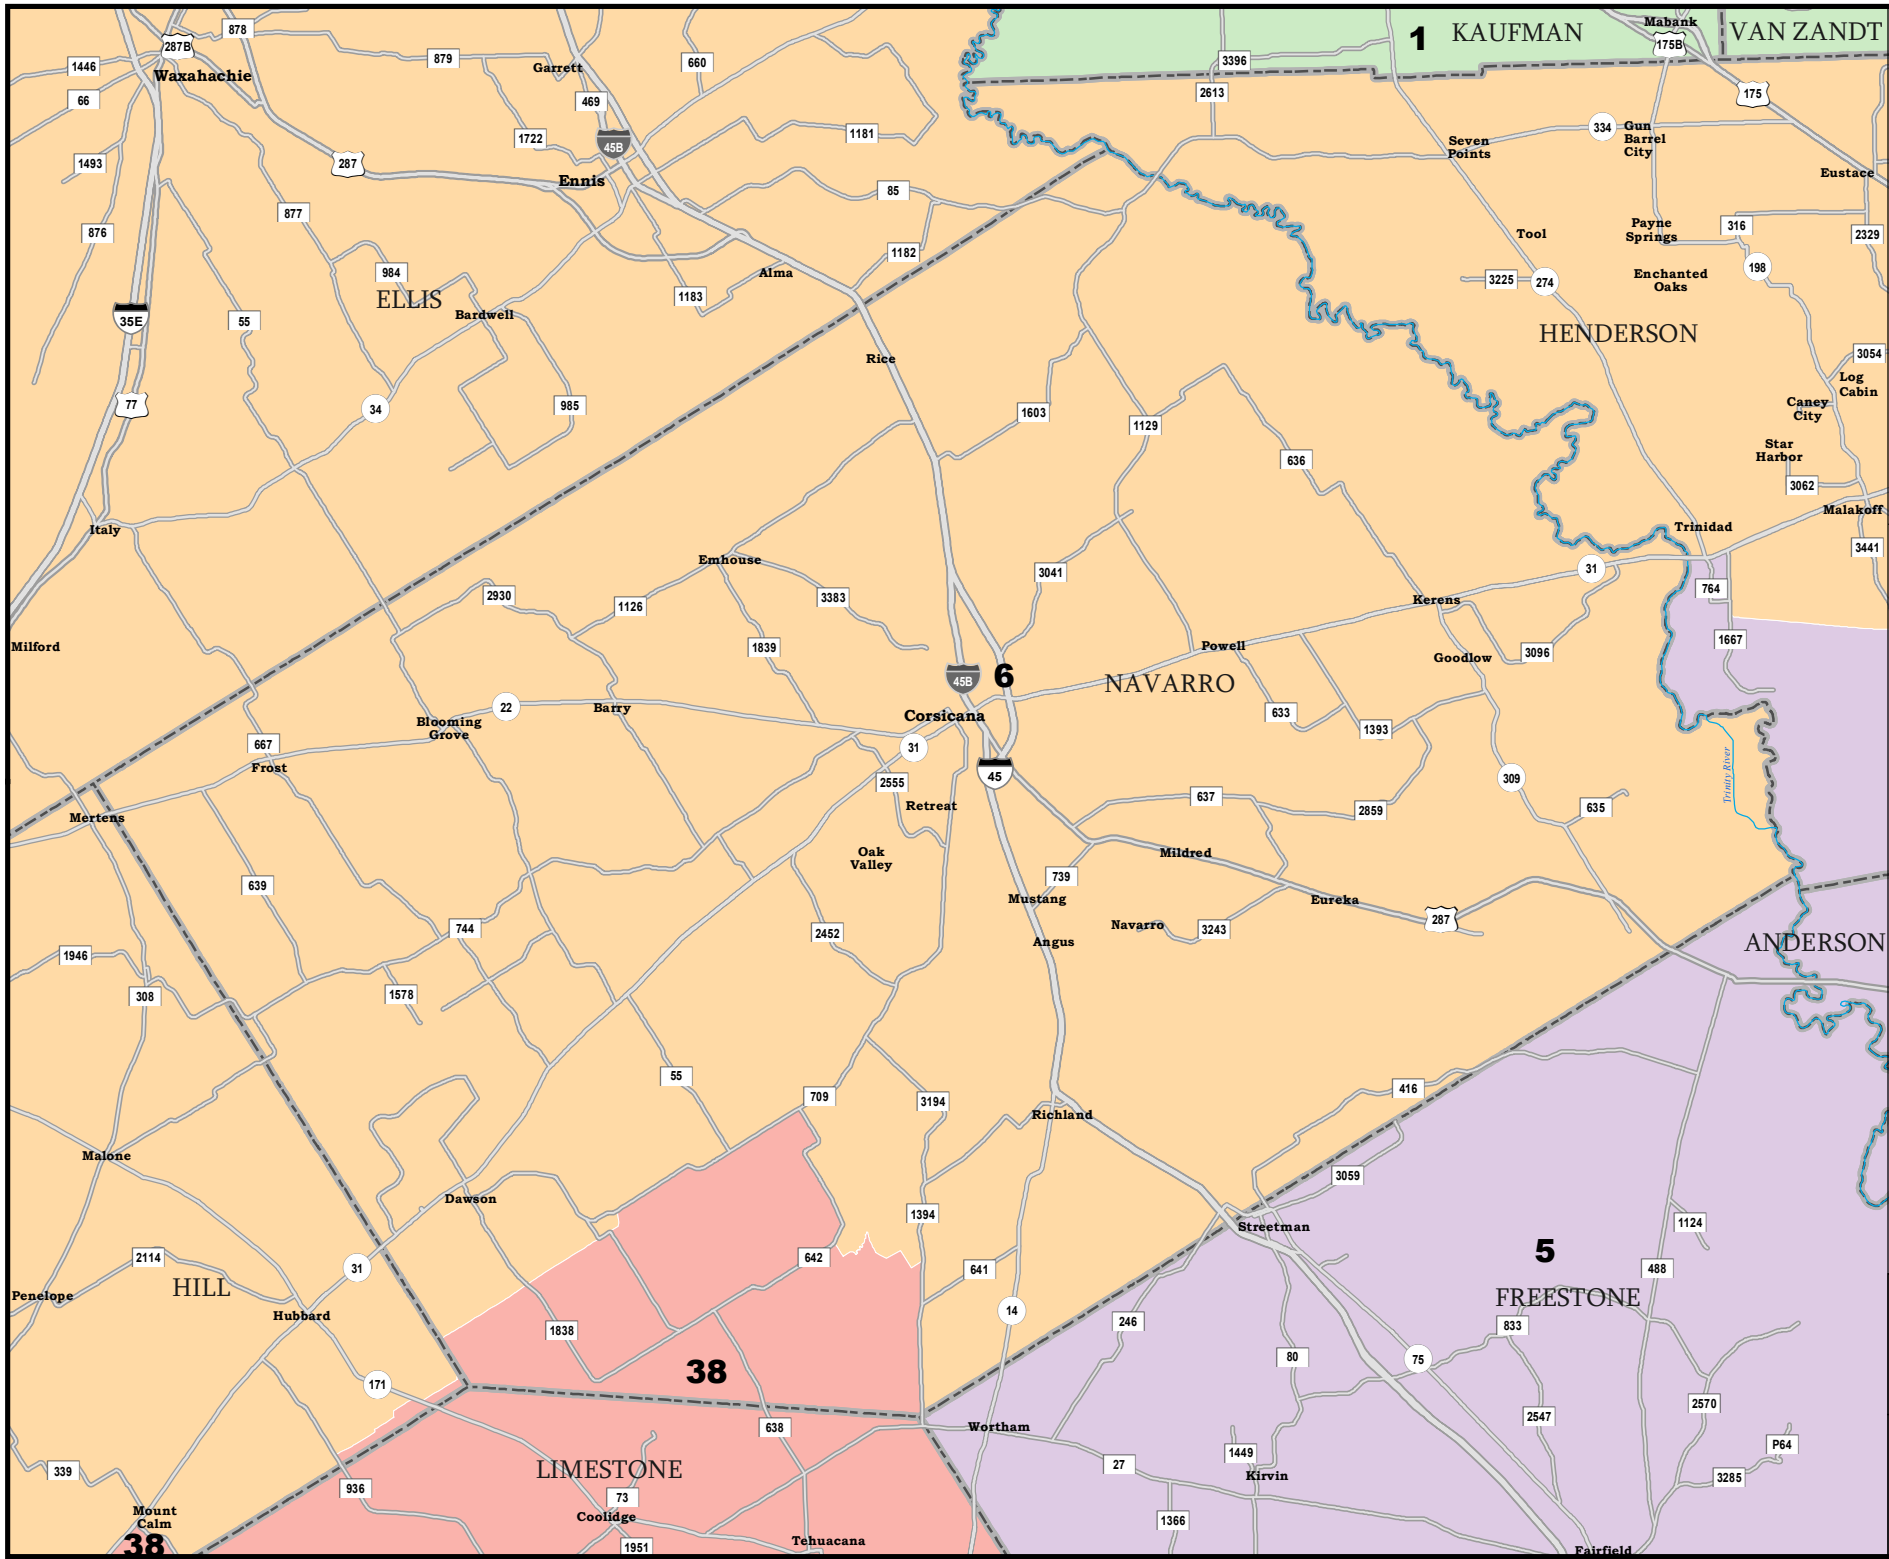 878
287B
1446
Waxahachie
66
879
Garrett
660
469
1722
45B
1181
1493
287
Ennis
877
85
876
984
1182
ELLIS
Alma
1183
Bardwell
35E
55
77
34
985
Rice
1603
1129
636
Italy
Milford
1
KAUFMAN
Mabank
175B
VAN ZANDT
3396
2613
175
334
Gun
Barrel
City
Seven
Points
Eustace
Tool
Payne
Springs
316
2329
198
Enchanted
Oaks
3225
274
HENDERSON
3054
Log
Cabin
Caney
City
Star
Harbor
3062
Malakoff
Trinidad
3441
31
764
1667
Emhouse
2930
1126
3383
1839
3041
Kerens
Powell
Goodlow
3096
45B
6
NAVARRO
22
Barry
Blooming
Grove
Corsicana
31
667
Frost
2555
Retreat
45
633
1393
309
Trinity River
Mertens
637
2859
635
Oak
Valley
Mildred
639
739
Mustang
Eureka
744
2452
Navarro
3243
287
Angus
ANDERSON
1946
308
1578
55
709
3194
Richland
416
Malone
Dawson
3059
1394
Streetman
1124
2114
31
642
641
5
488
FREESTONE
HILL
Penelope
Hubbard
1838
14
246
833
80
75
171
38
638
Wortham
2547
2570
P64
339
936
LIMESTONE
27
1449
Kirvin
3285
Mount
Calm
73
Coolidge
1366
38
1951
Tehuacana
Fairfield